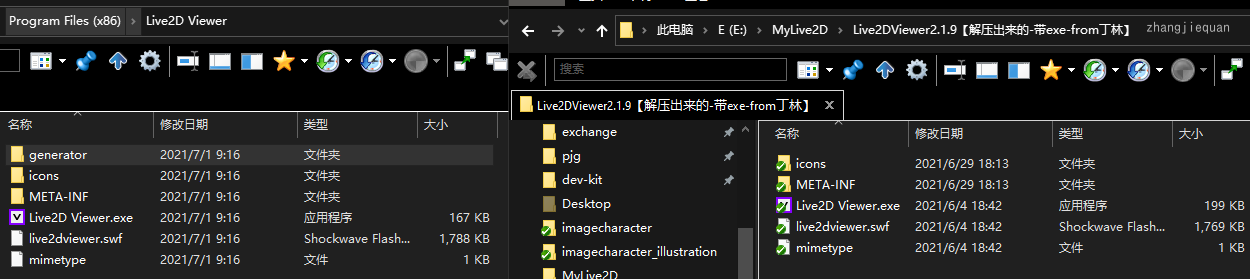 Program Files (x86) > Live2D Viewer
名称 修改日期 类型 大小
generator 2021/7/1 9:16 文件夹
icons 2021/7/1 9:16 文件夹
META-INF 2021/7/1 9:16 文件夹
Live2D Viewer.exe 2021/7/1 9:16 应用程序 167 KB
live2dviewer.swf 2021/7/1 9:16 Shockwave Flash... 1,788 KB
mimetype 2021/7/1 9:16 文件 1 KB
此电脑 > E (E:) > MyLive2D > Live2DViewer2.1.9【解压出来的-带exe-from丁林】
zhangjiequan
搜索
Live2DViewer2.1.9【解压出来的-带exe-from丁林】
exchange
pjg
dev-kit
Desktop
imagecharacter
imagecharacter_illustration
MyLive2D
名称 修改日期 类型 大小
icons 2021/6/29 18:13 文件夹
META-INF 2021/6/29 18:13 文件夹
Live2D Viewer.exe 2021/6/4 18:42 应用程序 199 KB
live2dviewer.swf 2021/6/4 18:42 Shockwave Flash... 1,769 KB
mimetype 2021/6/4 18:42 文件 1 KB